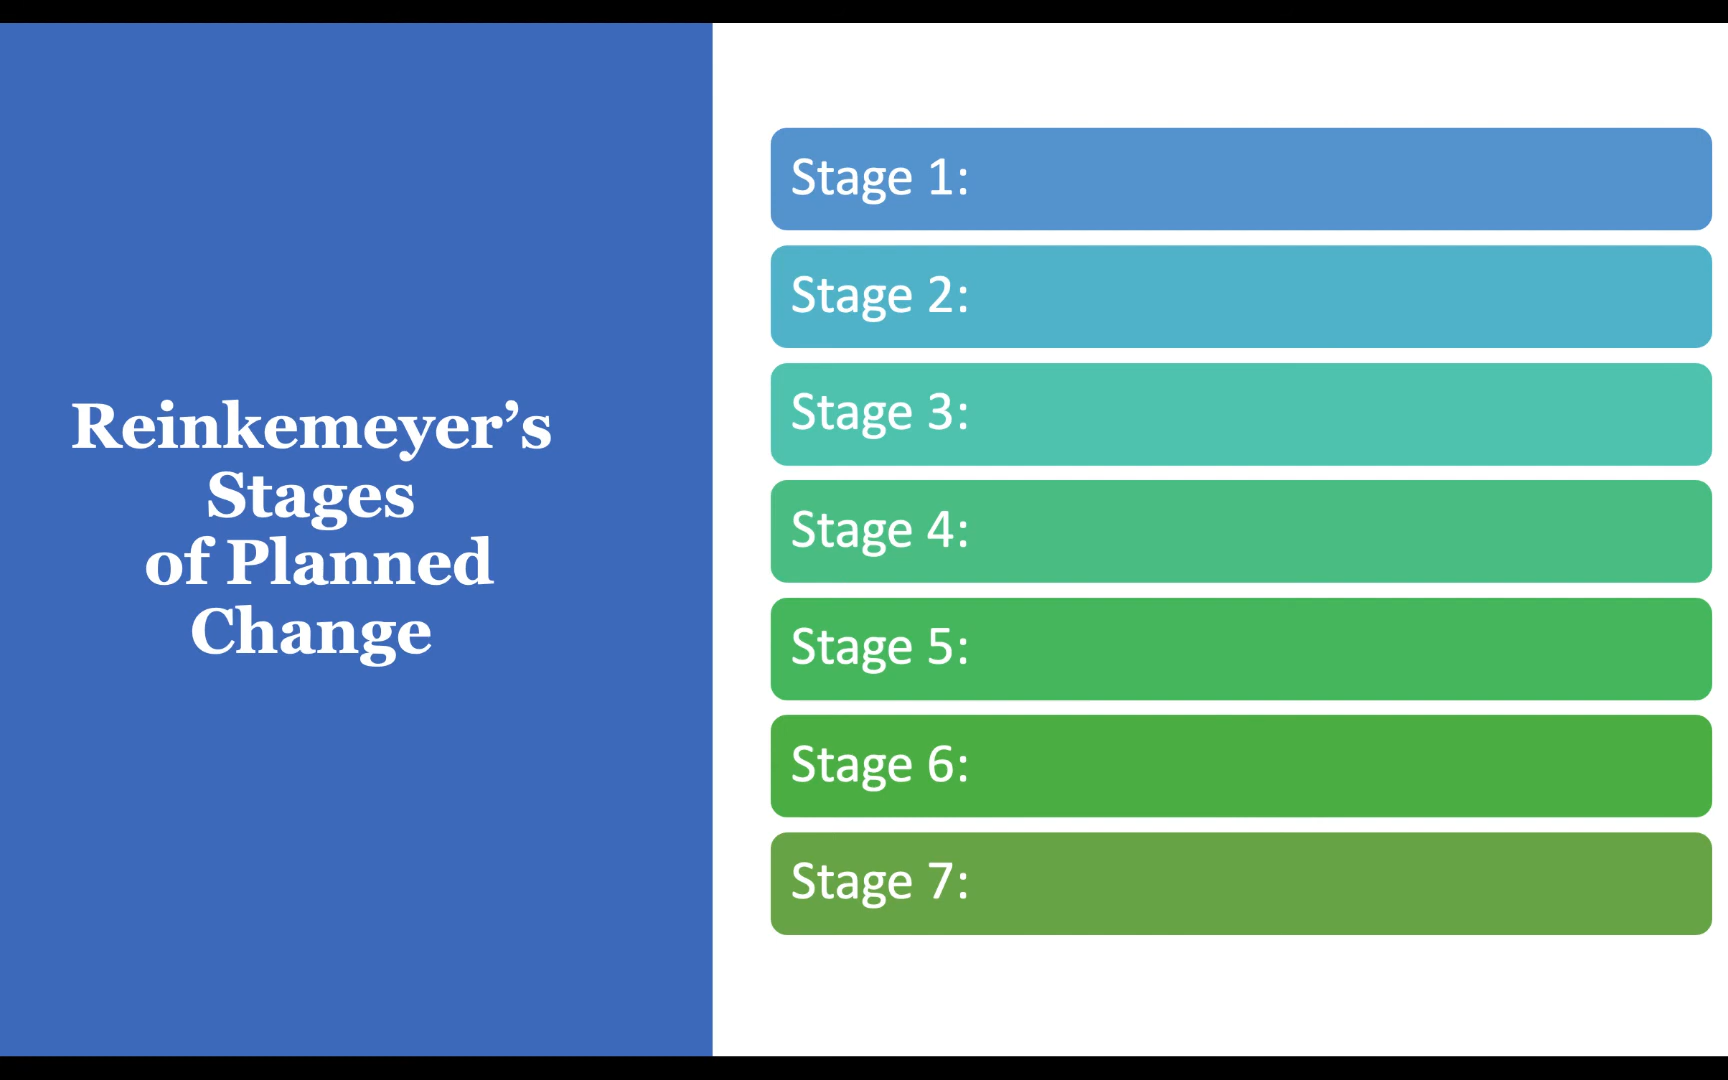 Reinkemeyer’s
Stages
of Planned
Change
Stage 1:
Stage 2:
Stage 3:
Stage 4:
Stage 5:
Stage 6:
Stage 7: